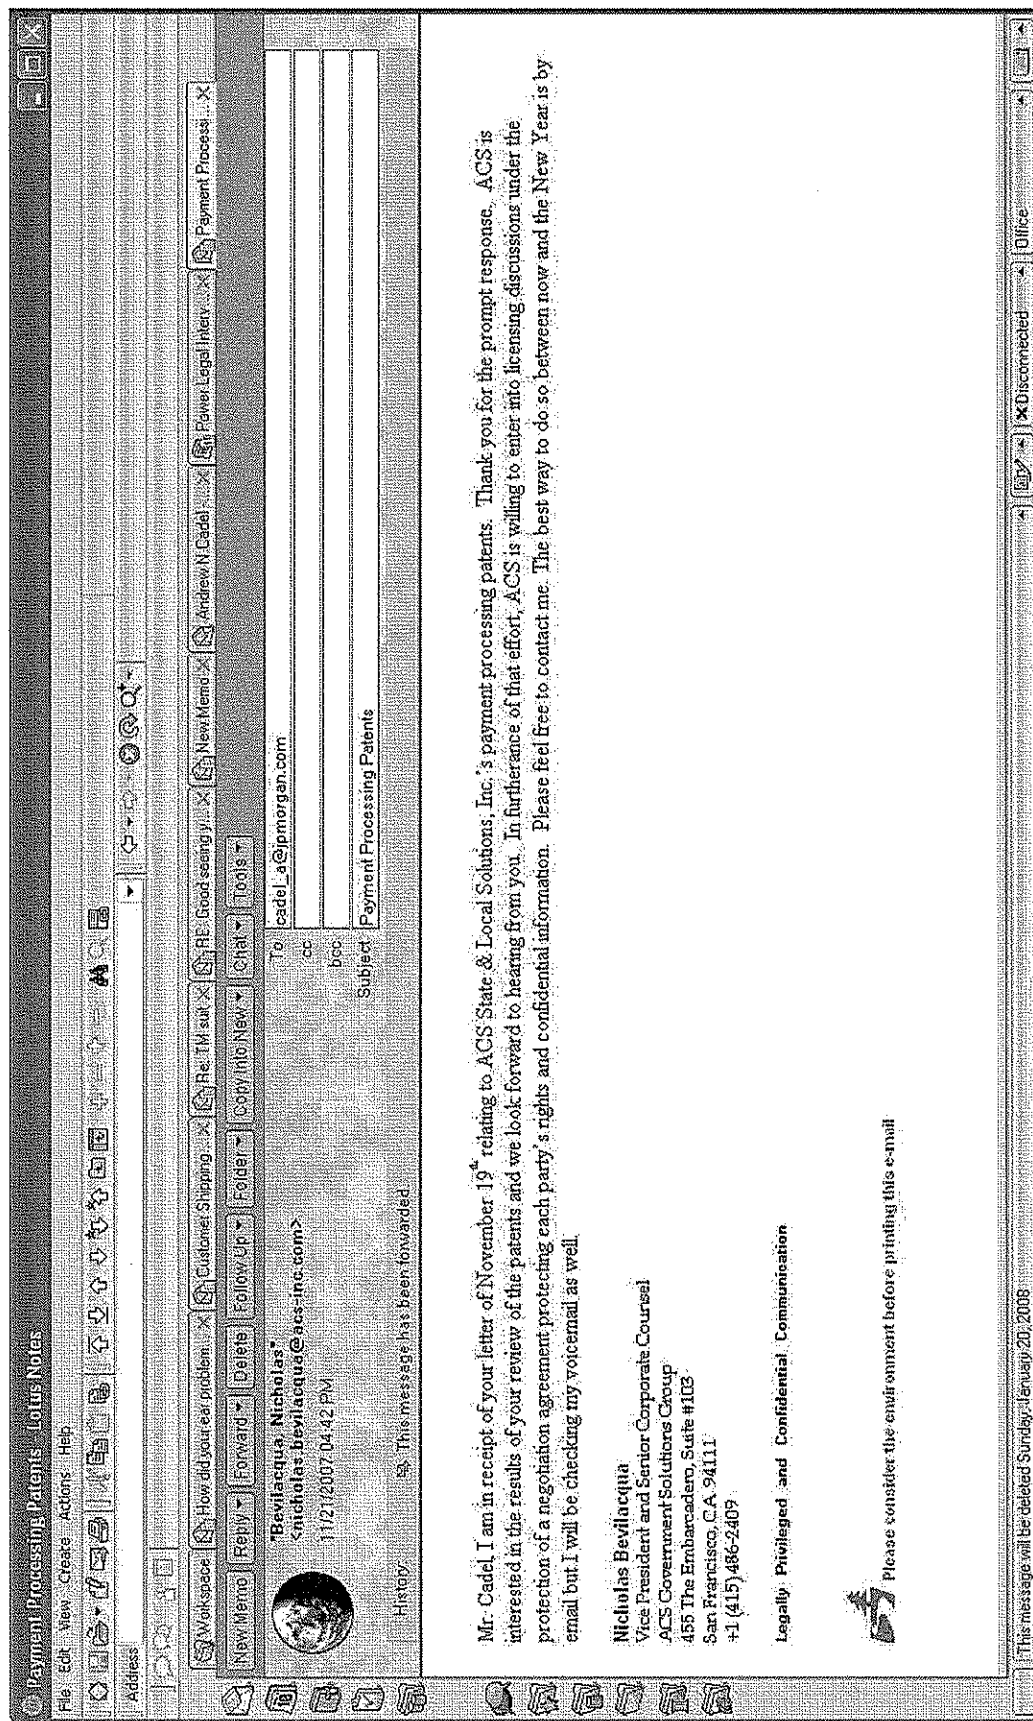 Payment Processing Patents - Lotus Notes
File Edit View Create Actions Help
Address
Workspace How did your ear problem ... X Customer Shipping ... X Re: TM suit X RE: Good seeing y... X New Memo X Andrew N Cadel ... X Power Legal Interv... X Payment Processi... X
New Memo Reply Forward Delete Follow Up Folder Copy Into New Chat Tools
"Bevilacqua, Nicholas"
<nicholas.bevilacqua@acs-inc.com>
11/21/2007 04:42 PM
To cadel_a@jpmorgan.com
cc
bcc
Subject Payment Processing Patents
History: This message has been forwarded.
Mr. Cadel, I am in receipt of your letter of November 19th relating to ACS State & Local Solutions, Inc.'s payment processing patents. Thank you for the prompt response. ACS is
interested in the results of your review of the patents and we look forward to hearing from you. In furtherance of that effort, ACS is willing to enter into licensing discussions under the
protection of a negotiation agreement protecting each party's rights and confidential information. Please feel free to contact me. The best way to do so between now and the New Year is by
email but I will be checking my voicemail as well.
Nicholas Bevilacqua
Vice President and Senior Corporate Counsel
ACS Government Solutions Group
455 The Embarcadero, Suite #103
San Francisco, CA 94111
+1 (415) 486-2409
Legally Privileged and Confidential Communication
Please consider the environment before printing this e-mail
This message will be deleted Sunday, January 20, 2008 Disconnected Office